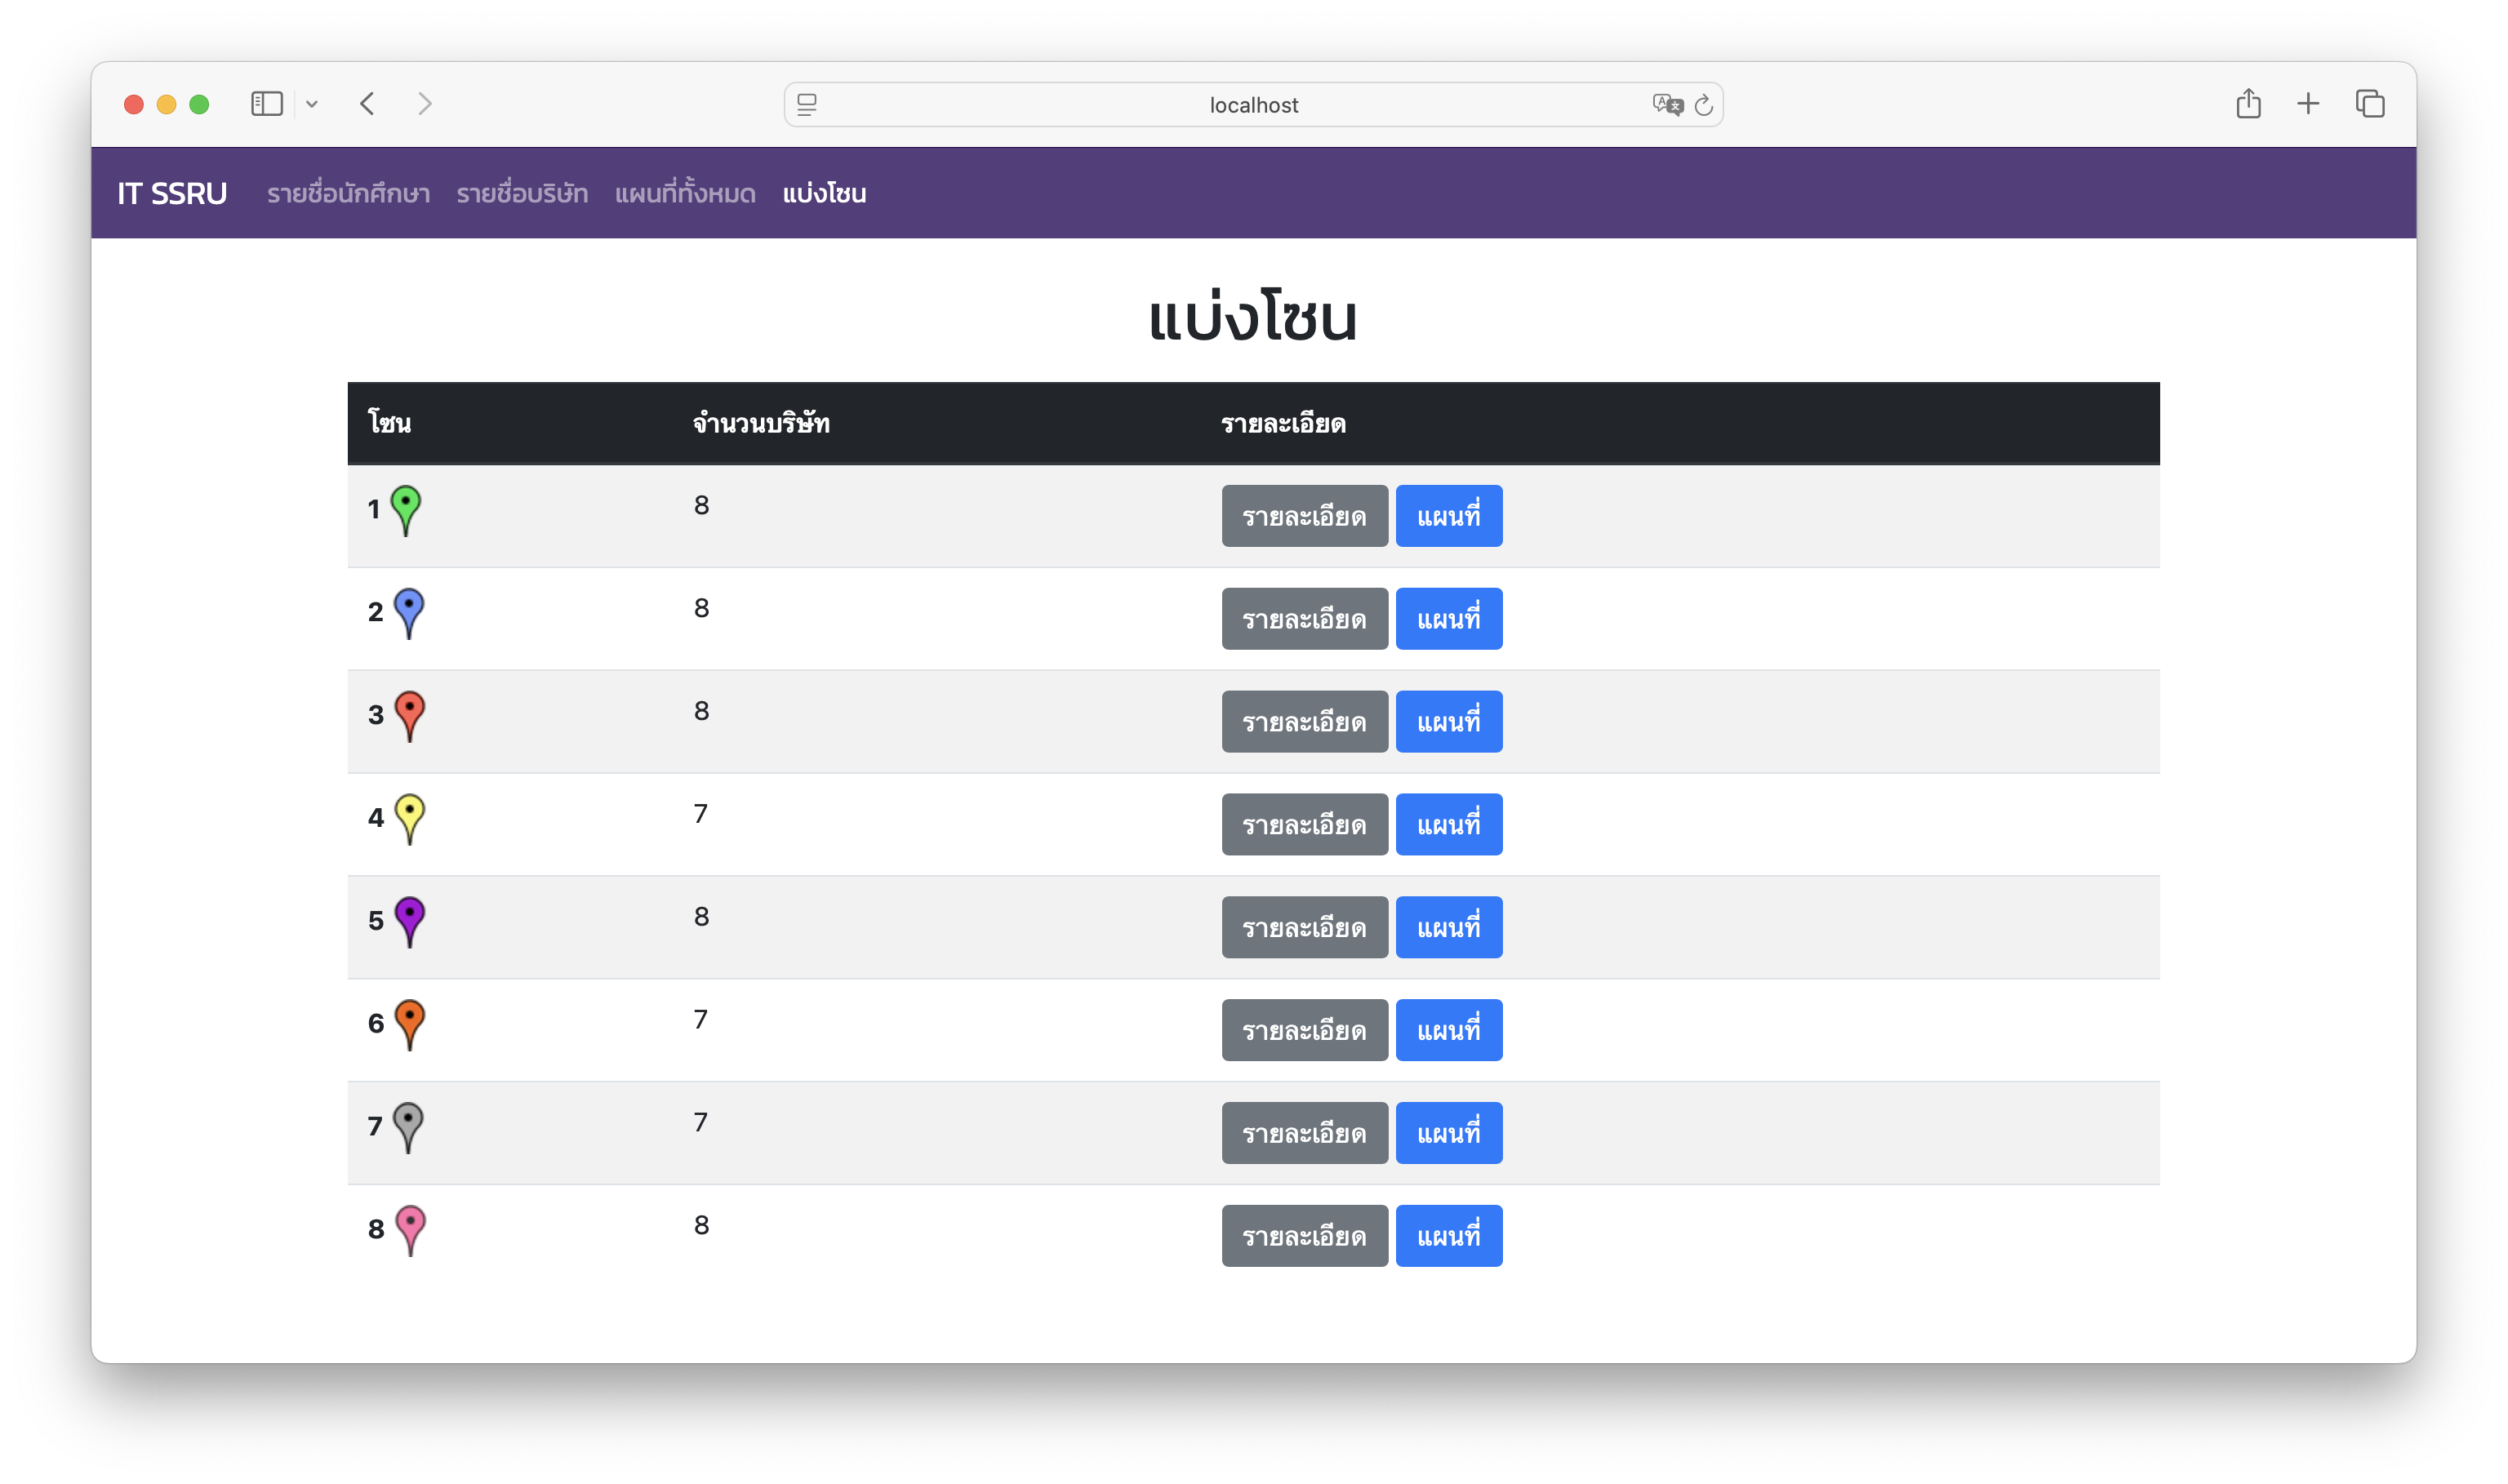 localhost
IT SSRU รายชื่อนักศึกษา รายชื่อบริษัท แผนที่ทั้งหมด แบ่งโซน
แบ่งโซน
โซน จำนวนบริษัท รายละเอียด
1 8 รายละเอียด แผนที่
2 8 รายละเอียด แผนที่
3 8 รายละเอียด แผนที่
4 7 รายละเอียด แผนที่
5 8 รายละเอียด แผนที่
6 7 รายละเอียด แผนที่
7 7 รายละเอียด แผนที่
8 8 รายละเอียด แผนที่